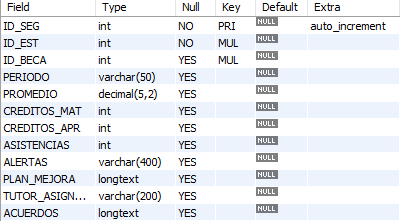 Field Type Null Key Default Extra
ID_SEG int NO PRI NULL auto_increment
ID_EST int NO MUL NULL
ID_BECA int YES MUL NULL
PERIODO varchar(50) YES NULL
PROMEDIO decimal(5,2) YES NULL
CREDITOS_MAT int YES NULL
CREDITOS_APR int YES NULL
ASISTENCIAS int YES NULL
ALERTAS varchar(400) YES NULL
PLAN_MEJORA longtext YES NULL
TUTOR_ASIGN... varchar(200) YES NULL
ACUERDOS longtext YES NULL